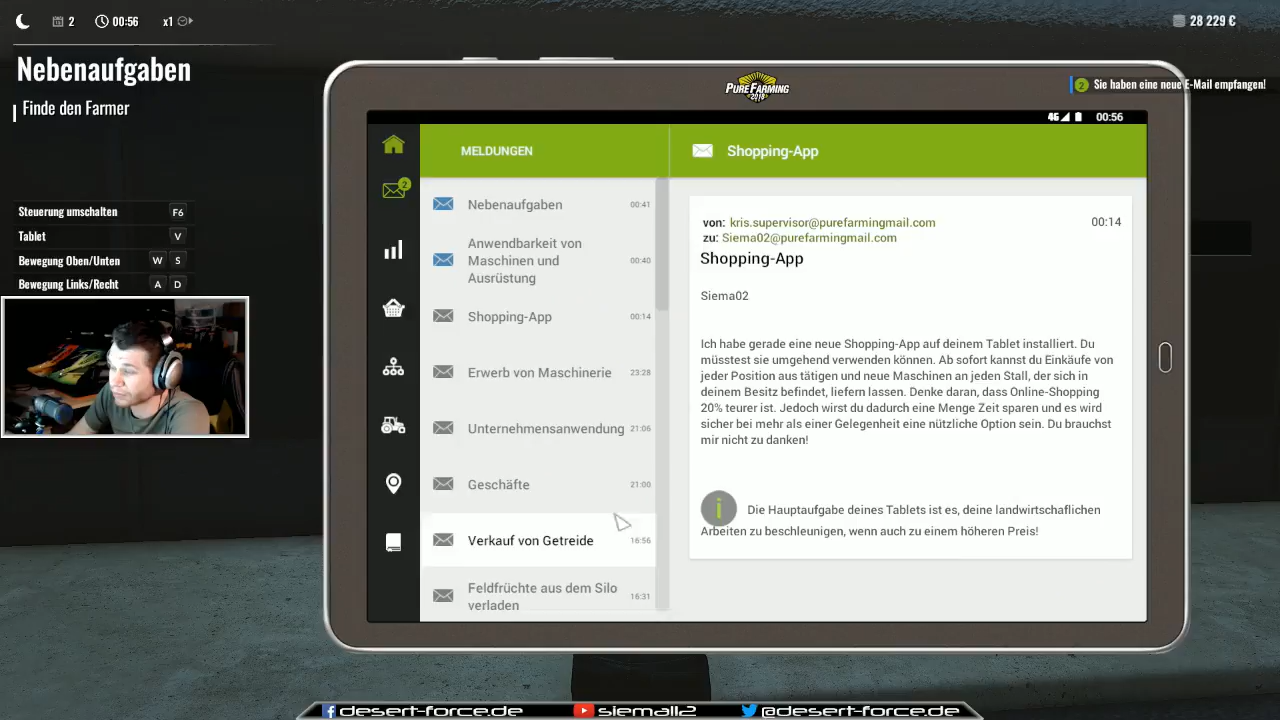 2
00:56
x1
28 229 €
Nebenaufgaben
Finde den Farmer
Steuerung umschalten F6
Tablet V
Bewegung Oben/Unten W S
Bewegung Links/Recht A D
PURE FARMING
2018
2 Sie haben eine neue E-Mail empfangen!
4G 00:56
2
MELDUNGEN
Nebenaufgaben 00:41
Anwendbarkeit von
Maschinen und 00:40
Ausrüstung
Shopping-App 00:14
Erwerb von Maschinerie 23:28
Unternehmensanwendung 21:06
Geschäfte 21:00
Verkauf von Getreide 16:56
Feldfrüchte aus dem Silo 16:31
verladen
Shopping-App
von: kris.supervisor@purefarmingmail.com 00:14
zu: Siema02@purefarmingmail.com
Shopping-App
Siema02
Ich habe gerade eine neue Shopping-App auf deinem Tablet installiert. Du
müsstest sie umgehend verwenden können. Ab sofort kannst du Einkäufe von
jeder Position aus tätigen und neue Maschinen an jeden Stall, der sich in
deinem Besitz befindet, liefern lassen. Denke daran, dass Online-Shopping
20% teurer ist. Jedoch wirst du dadurch eine Menge Zeit sparen und es wird
sicher bei mehr als einer Gelegenheit eine nützliche Option sein. Du brauchst
mir nicht zu danken!
i Die Hauptaufgabe deines Tablets ist es, deine landwirtschaflichen
Arbeiten zu beschleunigen, wenn auch zu einem höheren Preis!
desert-force.de siemall2 @desert-force.de